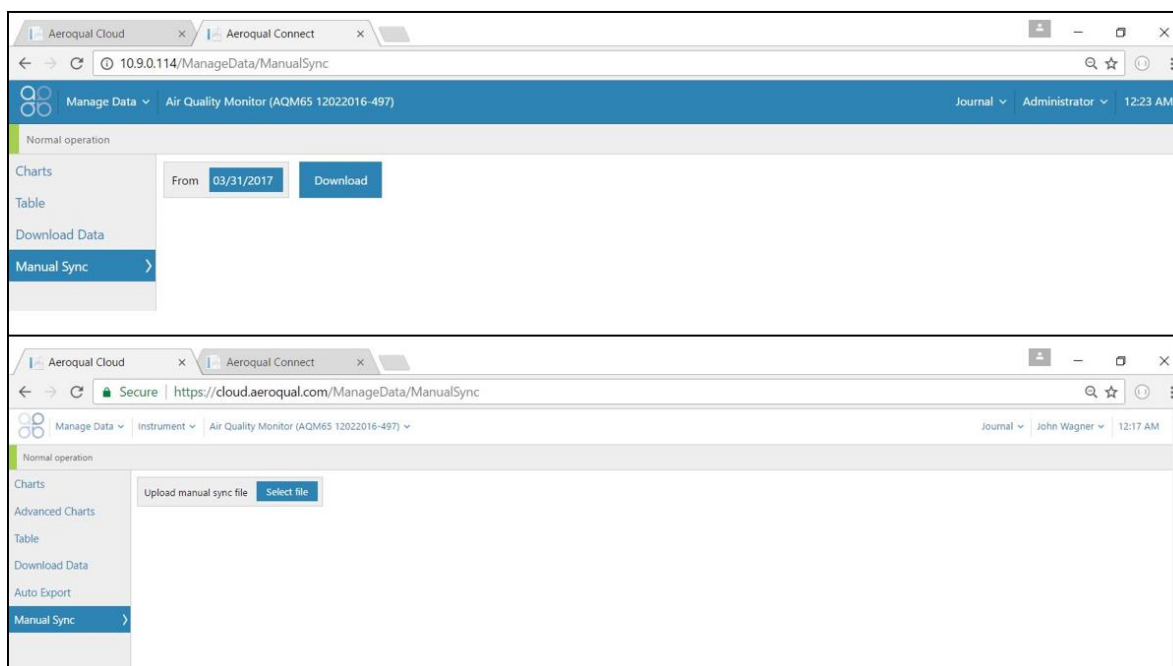 Aeroqual Cloud
Aeroqual Connect
10.9.0.114/ManageData/ManualSync
Manage Data Air Quality Monitor (AQM65 12022016-497) Journal Administrator 12:23 AM
Normal operation
Charts
From 03/31/2017 Download
Table
Download Data
Manual Sync
Aeroqual Cloud
Aeroqual Connect
Secure https://cloud.aeroqual.com/ManageData/ManualSync
Manage Data Instrument Air Quality Monitor (AQM65 12022016-497) Journal John Wagner 12:17 AM
Normal operation
Charts
Upload manual sync file Select file
Advanced Charts
Table
Download Data
Auto Export
Manual Sync